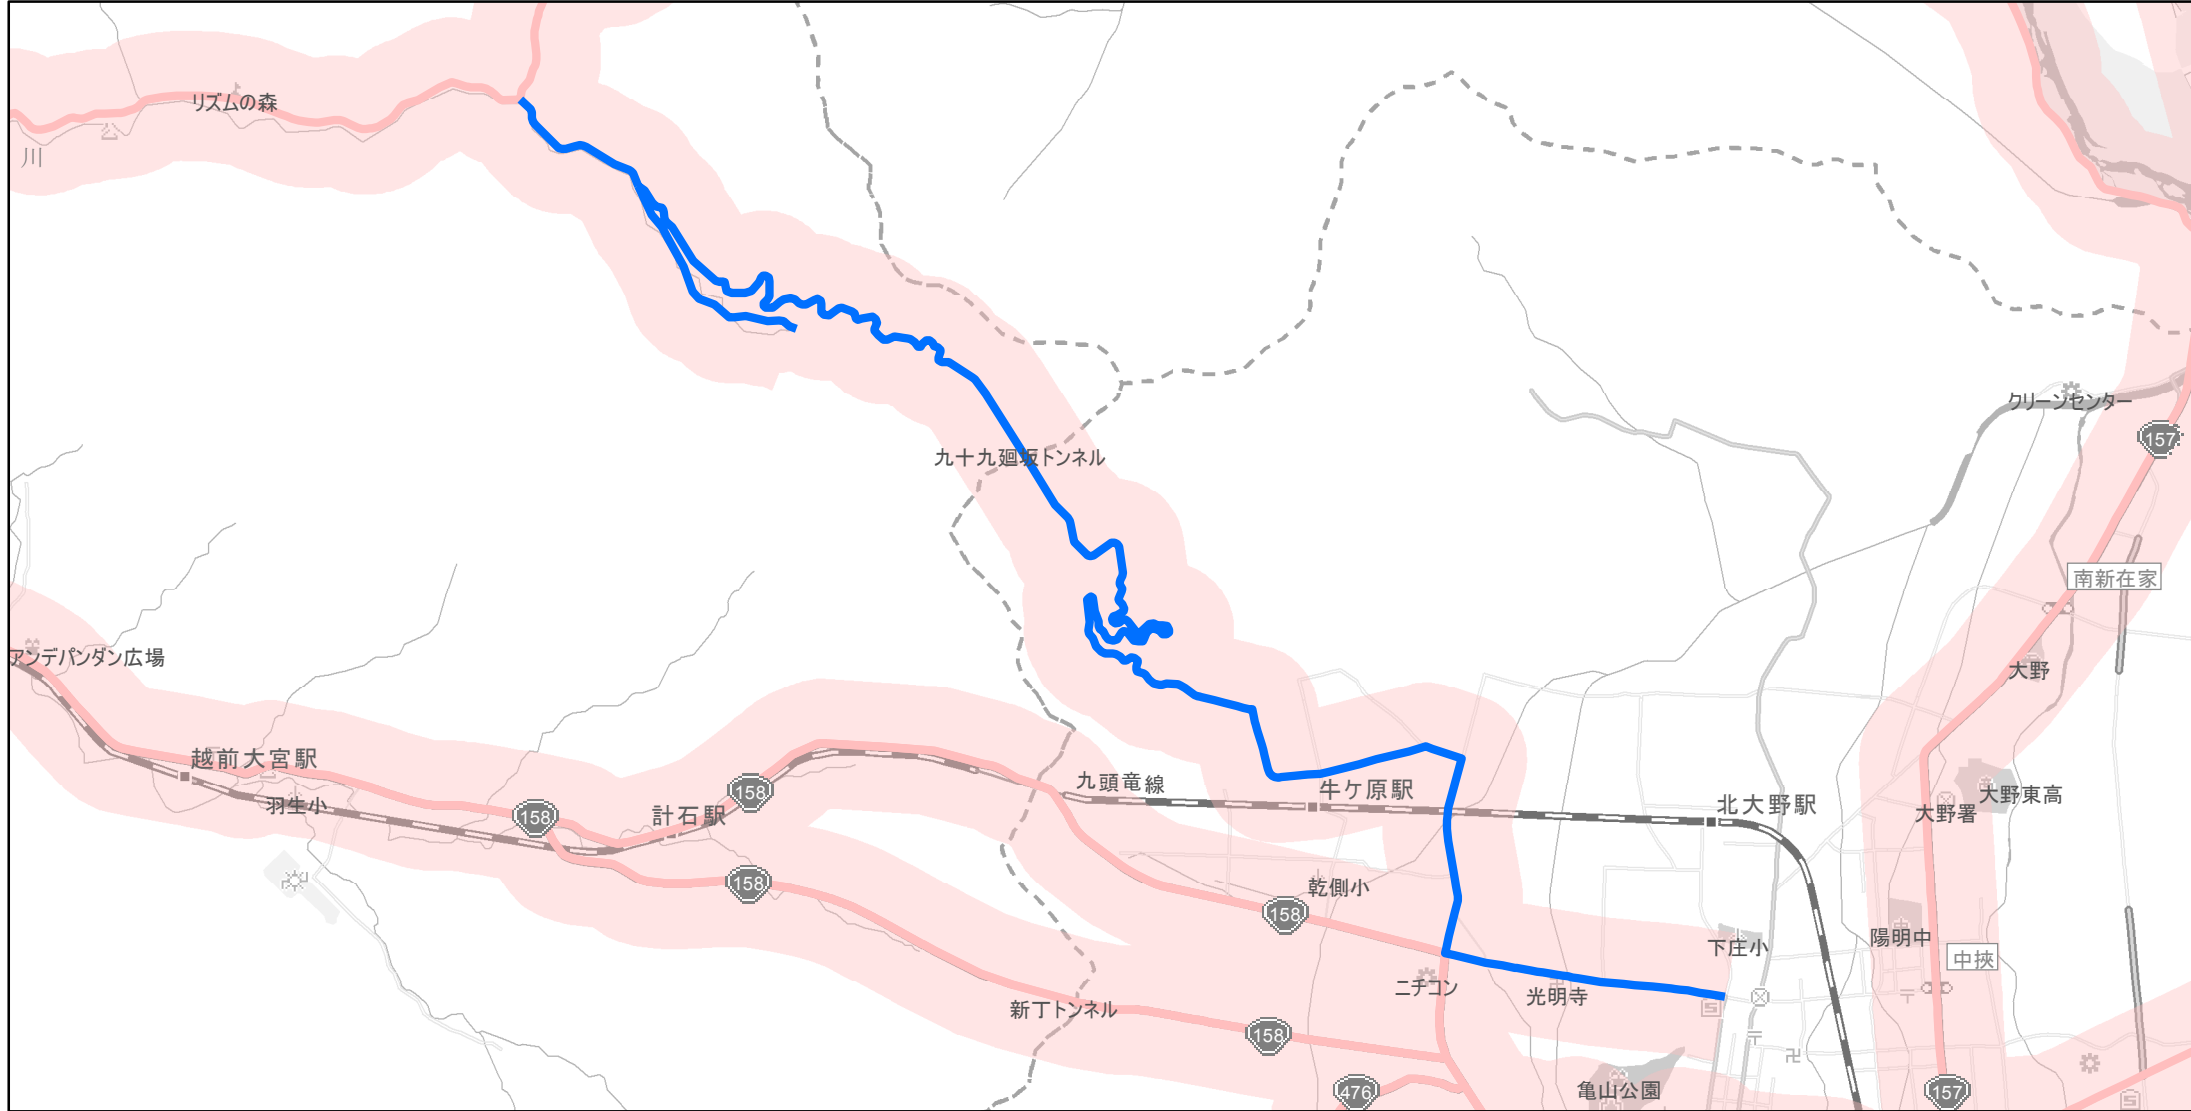 リズムの森
公
川
九十九廻坂トンネル
クリーンセンター
157
南新在家
大野
アンデパンダン広場
越前大宮駅
羽生小
計石駅
158
158
158
九頭竜線
牛ケ原駅
北大野駅
大野署
大野東高
乾側小
158
下庄小
陽明中
中挾
ニチコン
光明寺
新丁トンネル
158
476
亀山公園
157